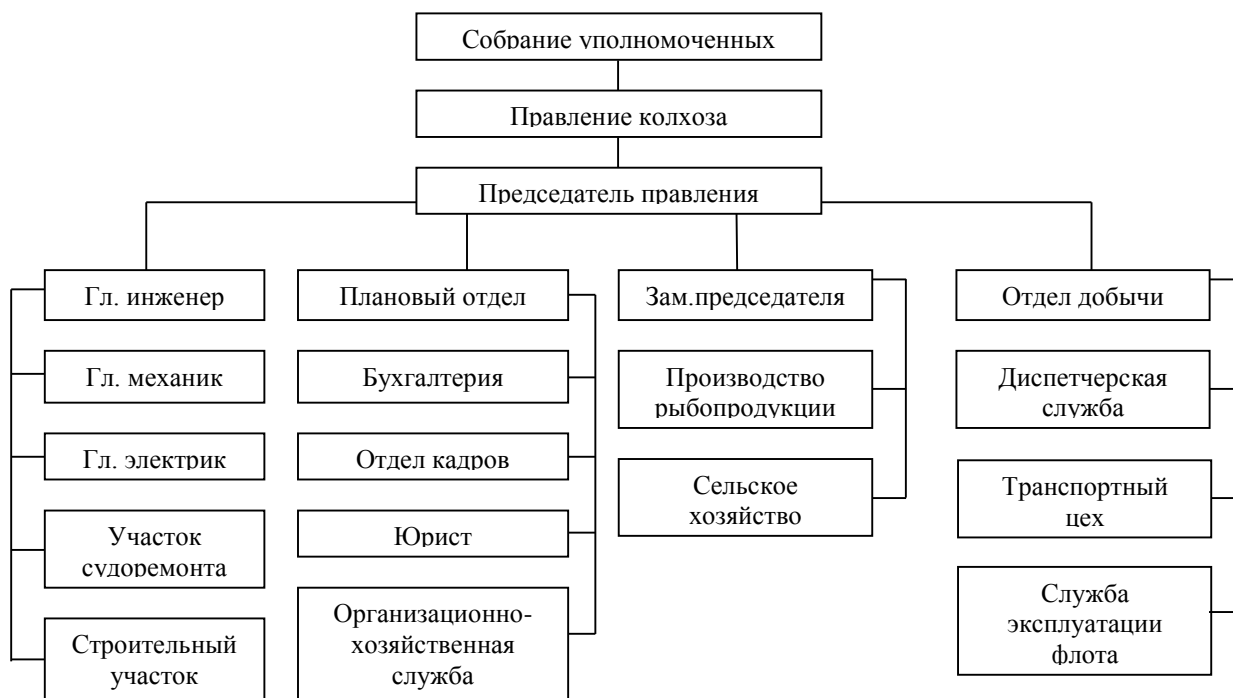 Собрание уполномоченных
Правление колхоза
Председатель правления
Гл. инженер
Гл. механик
Гл. электрик
Участок
судоремонта
Строительный
участок
Плановый отдел
Бухгалтерия
Отдел кадров
Юрист
Организационно-
хозяйственная
служба
Зам.председателя
Производство
рыбопродукции
Сельское
хозяйство
Отдел добычи
Диспетчерская
служба
Транспортный
цех
Служба
эксплуатации
флота